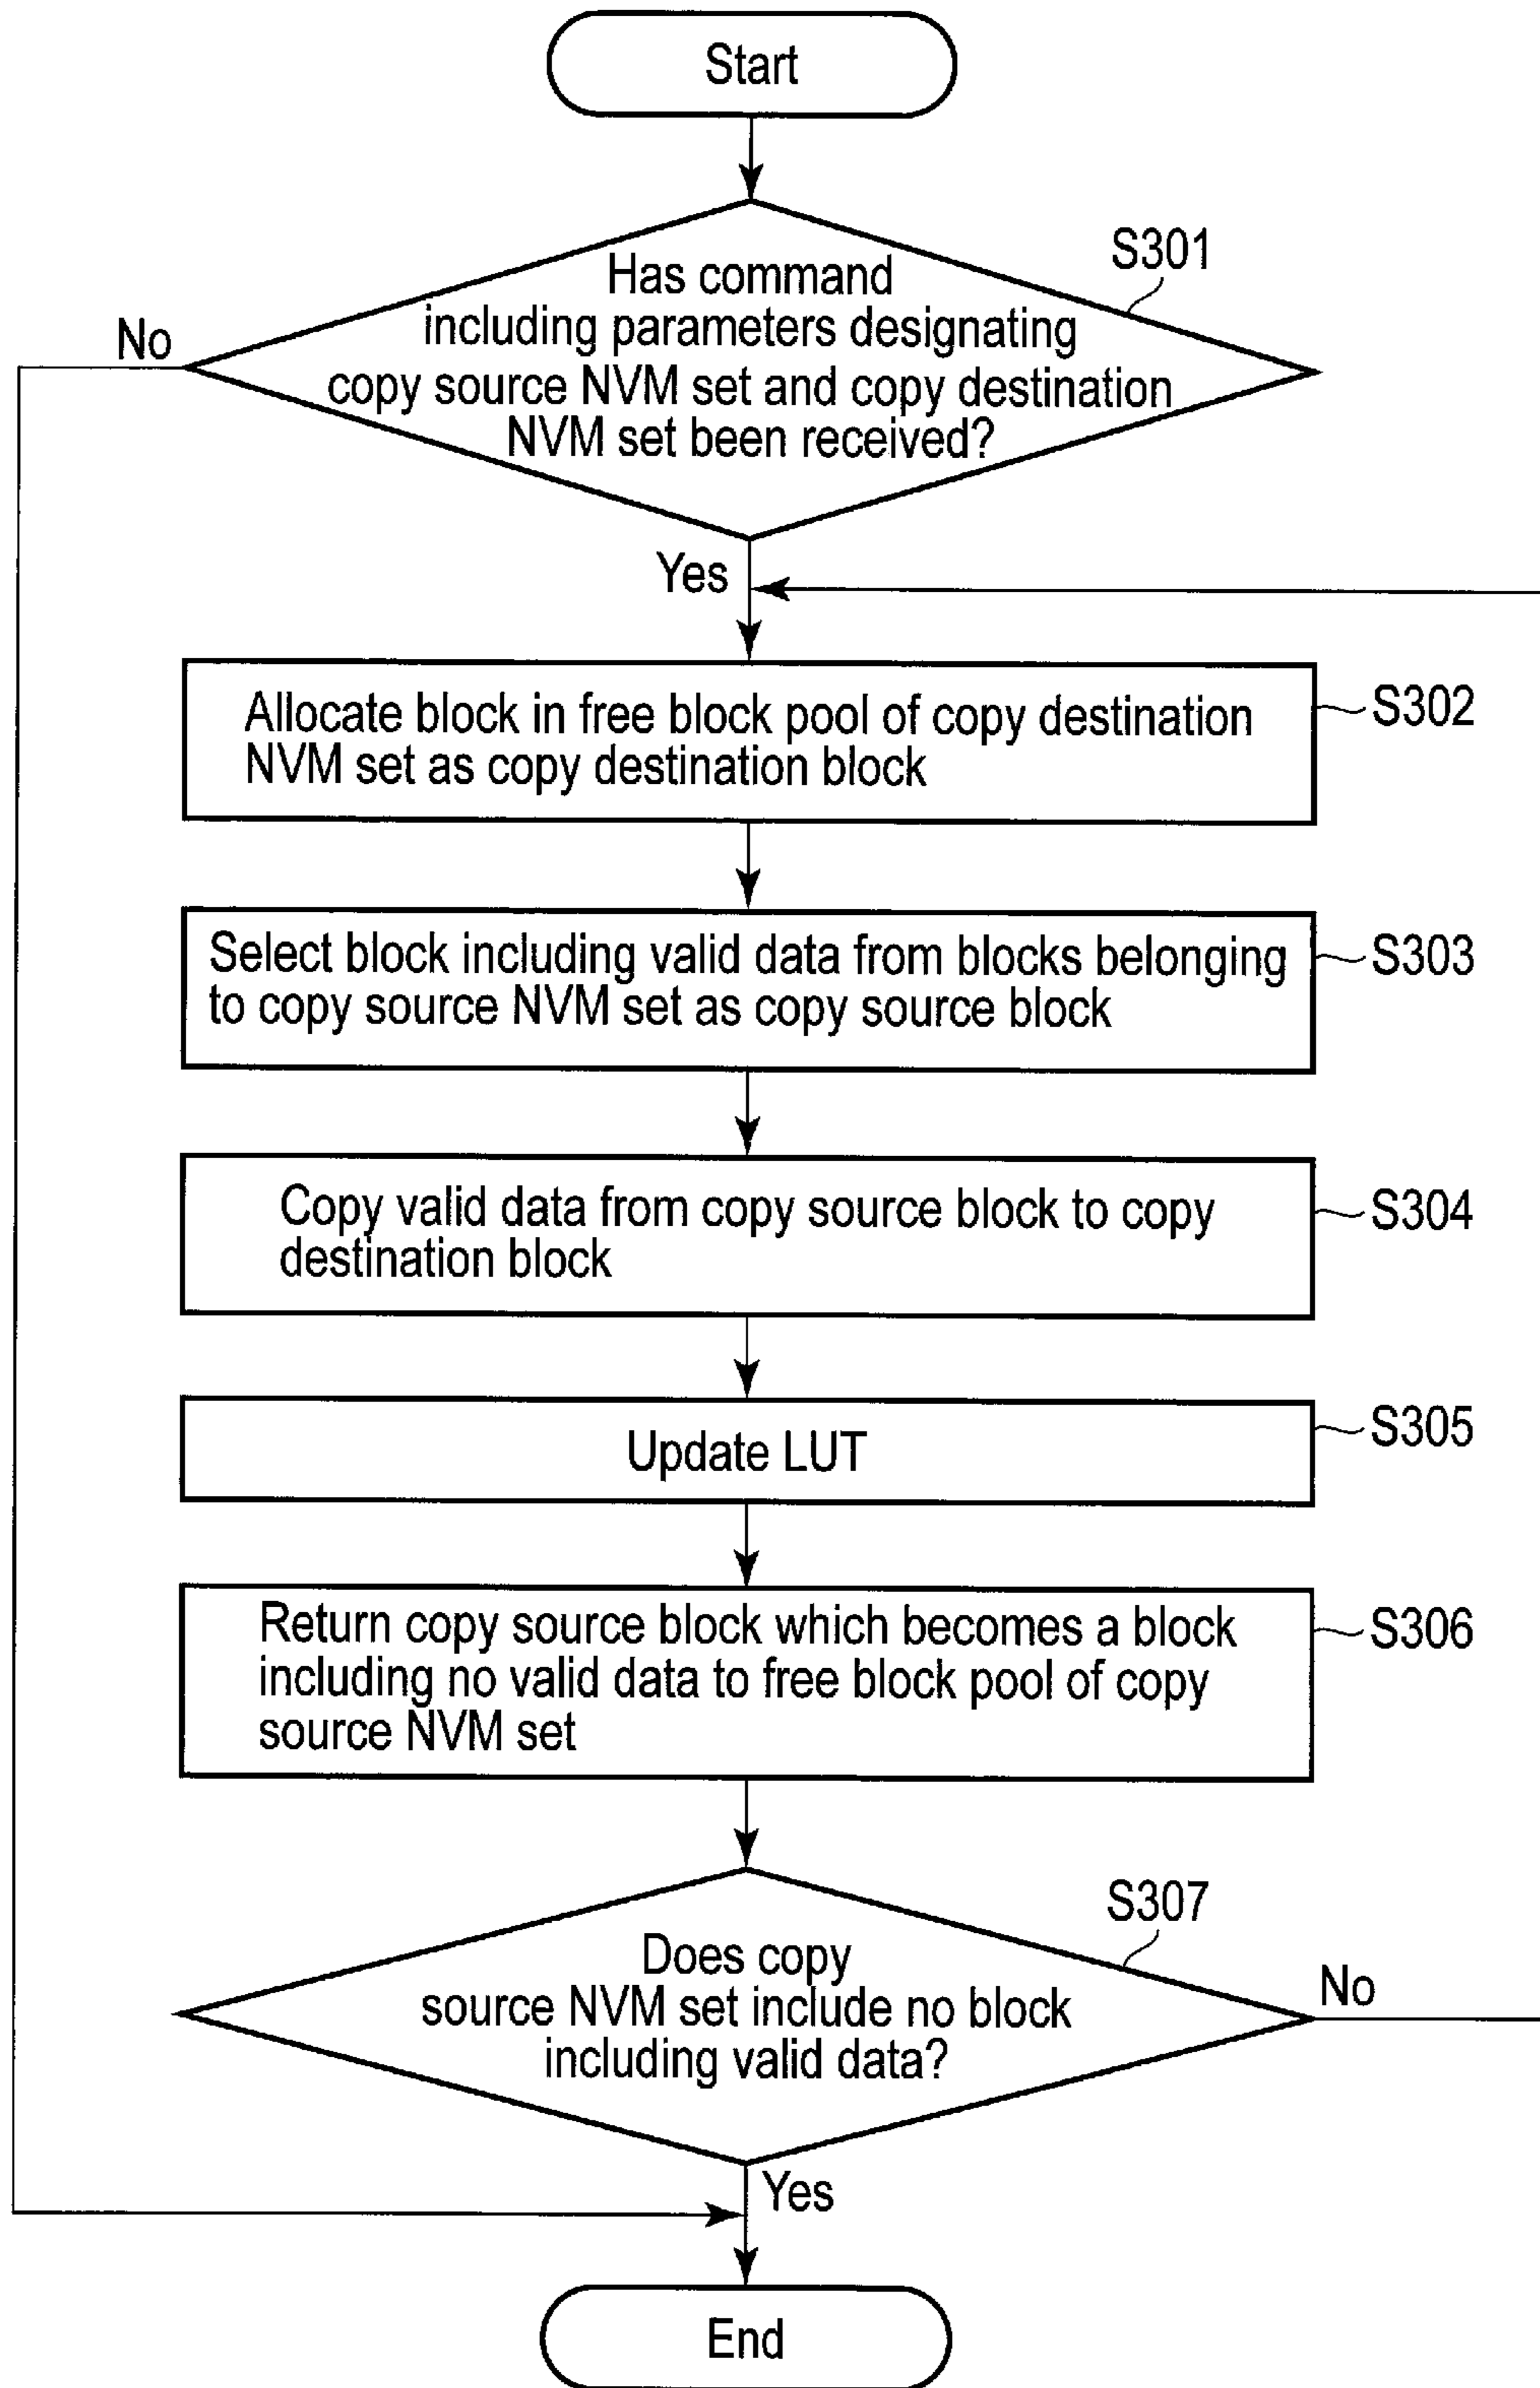 Start
S301
Has command
including parameters designating
copy source NVM set and copy destination
NVM set been received?
No
Yes
Allocate block in free block pool of copy destination
NVM set as copy destination block
S302
Select block including valid data from blocks belonging
to copy source NVM set as copy source block
S303
Copy valid data from copy source block to copy
destination block
S304
Update LUT
S305
Return copy source block which becomes a block
including no valid data to free block pool of copy
source NVM set
S306
S307
Does copy
source NVM set include no block
including valid data?
No
Yes
End